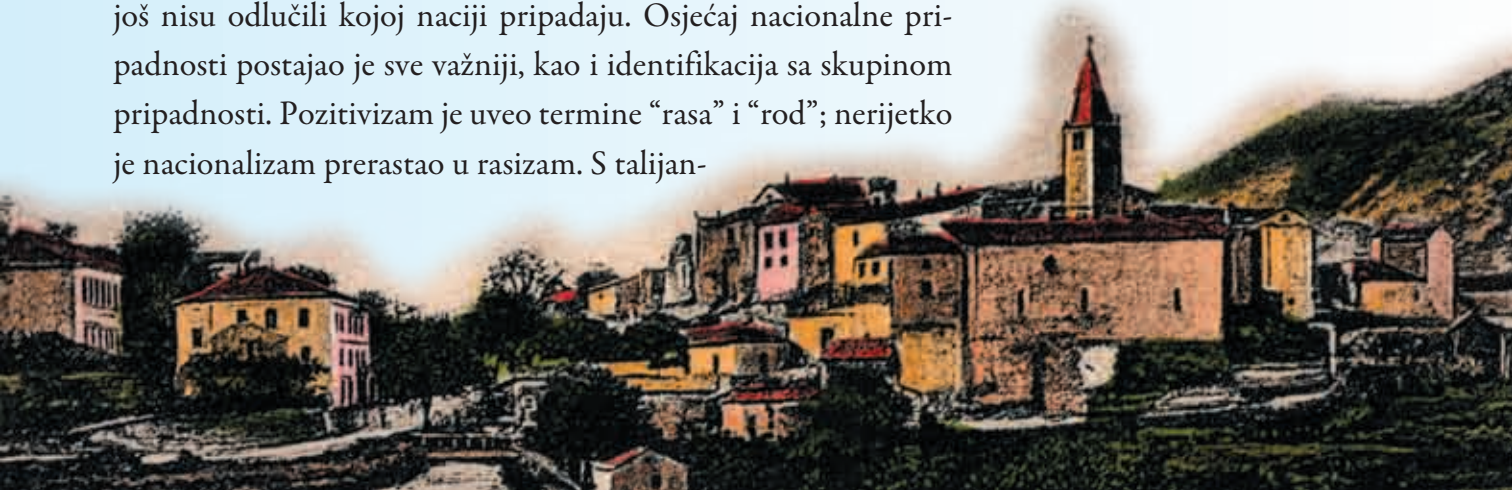 još nisu odlučili kojoj naciji pripadaju. Osjećaj nacionalne pri-
padnosti postajao je sve važniji, kao i identifikacija sa skupinom
pripadnosti. Pozitivizam je uveo termine “rasa” i “rod”; nerijetko
je nacionalizam prerastao u rasizam. S talijan-